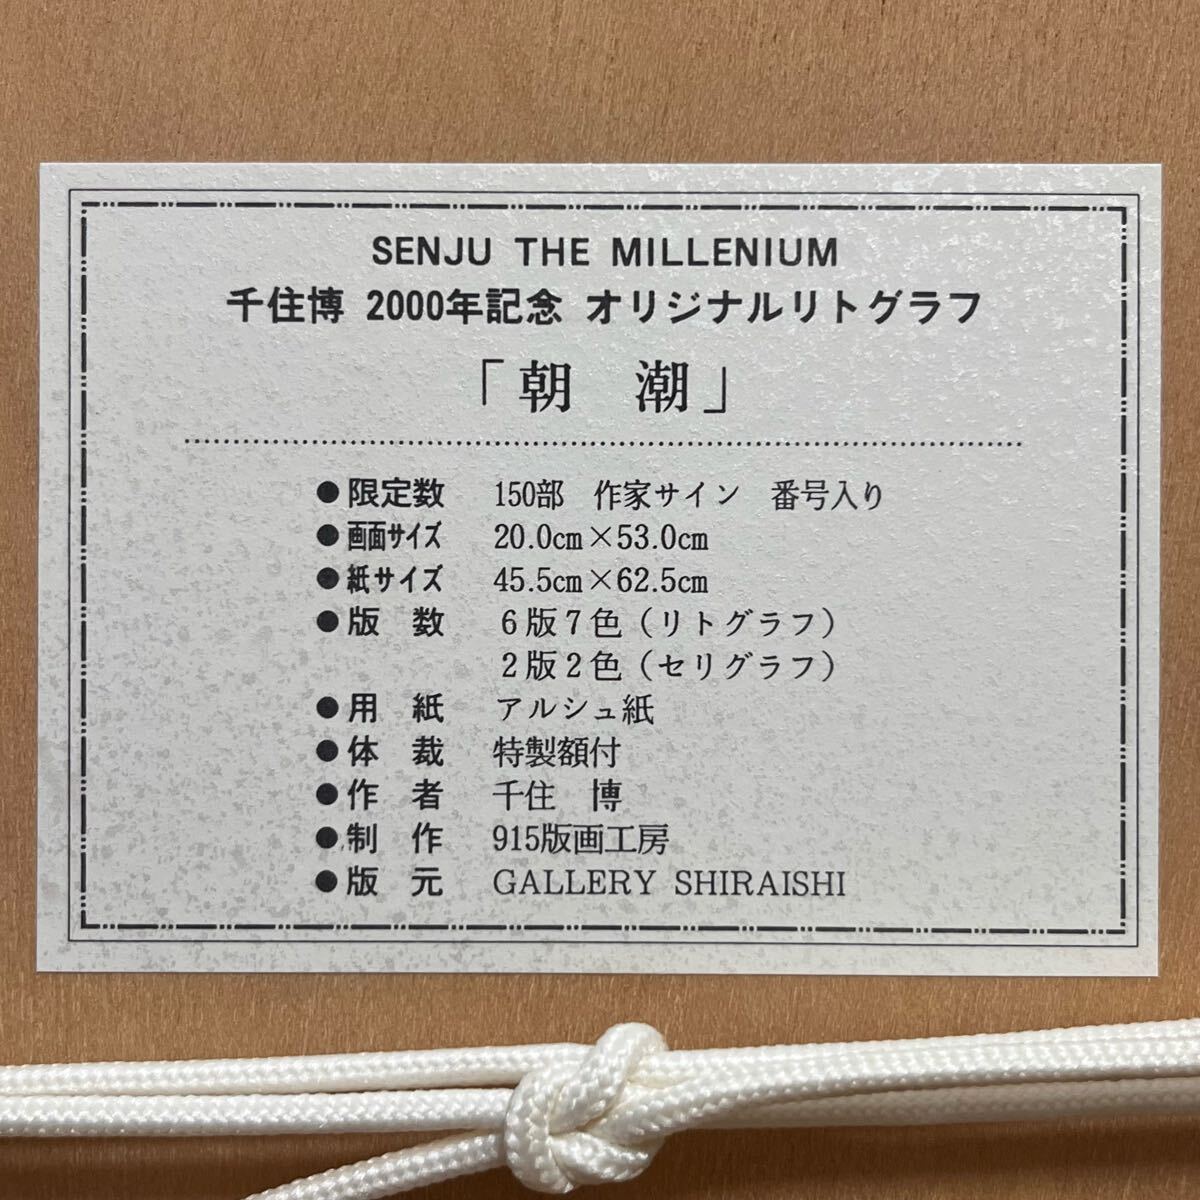 SENJU THE MILLENIUM
千住博 2000年記念 オリジナルリトグラフ
「朝 潮」
●限定数 150部 作家サイン 番号入り
●画面サイズ 20.0cm×53.0cm
●紙サイズ 45.5cm×62.5cm
●版 数 6版7色(リトグラフ)
2版2色(セリグラフ)
●用 紙 アルシュ紙
●体 裁 特製額付
●作 者 千住 博
●制 作 915版画工房
●版 元 GALLERY SHIRAISHI